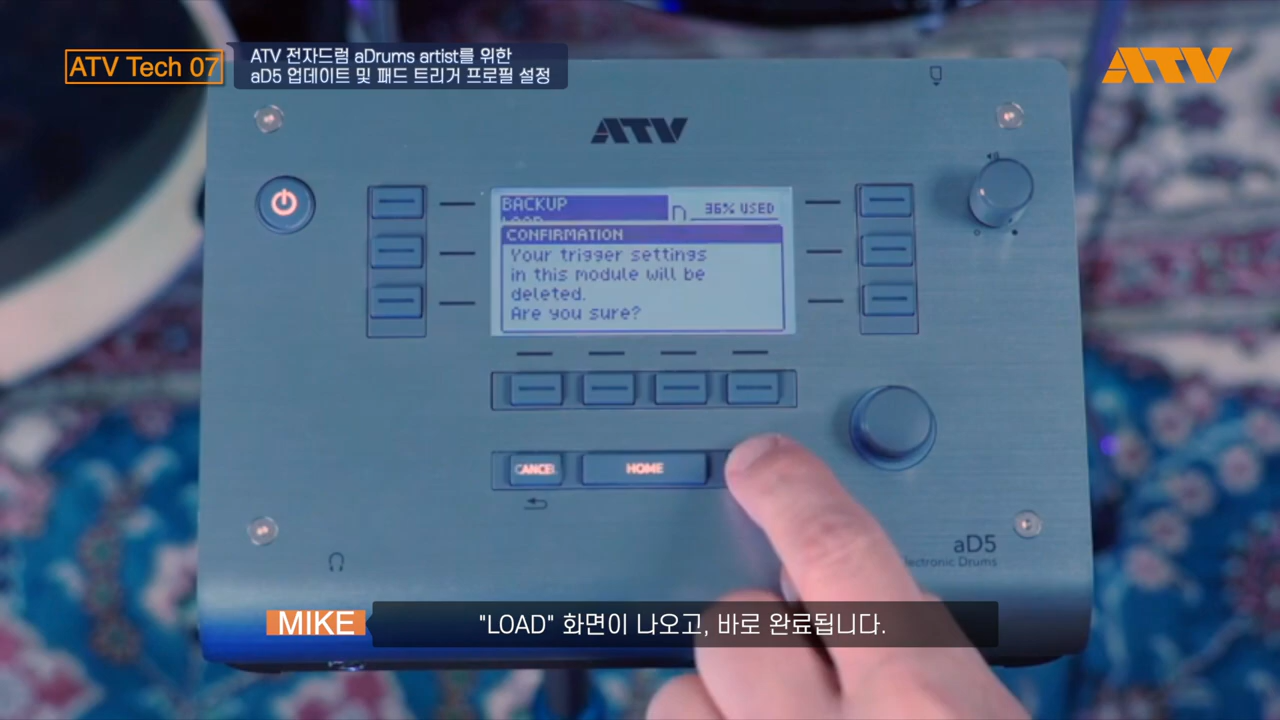 ATV Tech 07
ATV 전자드럼 aDrums artist를 위한
aD5 업데이트 및 패드 트리거 프로필 설정
ATV
ATV
BACKUP
36% USED
LOAD
CONFIRMATION
Your trigger settings
in this module will be
deleted.
Are you sure?
CANCEL
HOME
aD5
lectronic Drums
MIKE
"LOAD" 화면이 나오고, 바로 완료됩니다.